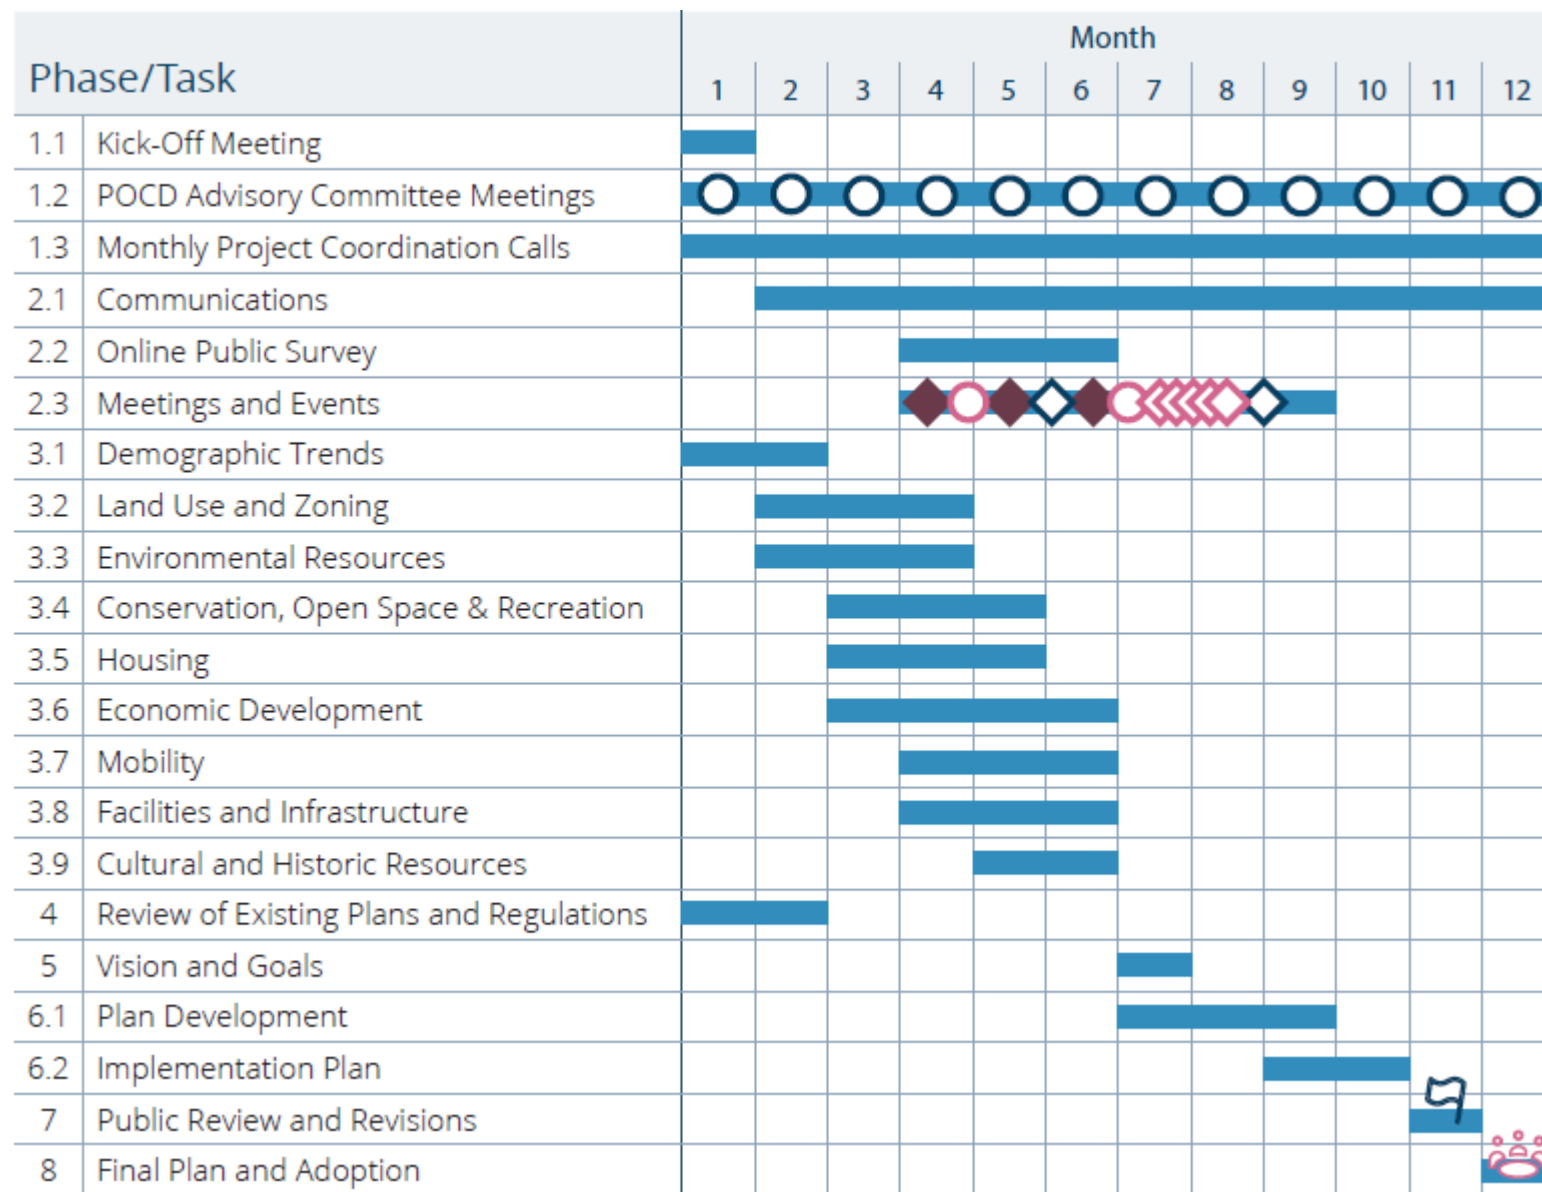 Month
Phase/Task
1 2 3 4 5 6 7 8 9 10 11 12
1.1 Kick-Off Meeting
1.2 POCD Advisory Committee Meetings
1.3 Monthly Project Coordination Calls
2.1 Communications
2.2 Online Public Survey
2.3 Meetings and Events
3.1 Demographic Trends
3.2 Land Use and Zoning
3.3 Environmental Resources
3.4 Conservation, Open Space & Recreation
3.5 Housing
3.6 Economic Development
3.7 Mobility
3.8 Facilities and Infrastructure
3.9 Cultural and Historic Resources
4 Review of Existing Plans and Regulations
5 Vision and Goals
6.1 Plan Development
6.2 Implementation Plan
7 Public Review and Revisions
8 Final Plan and Adoption